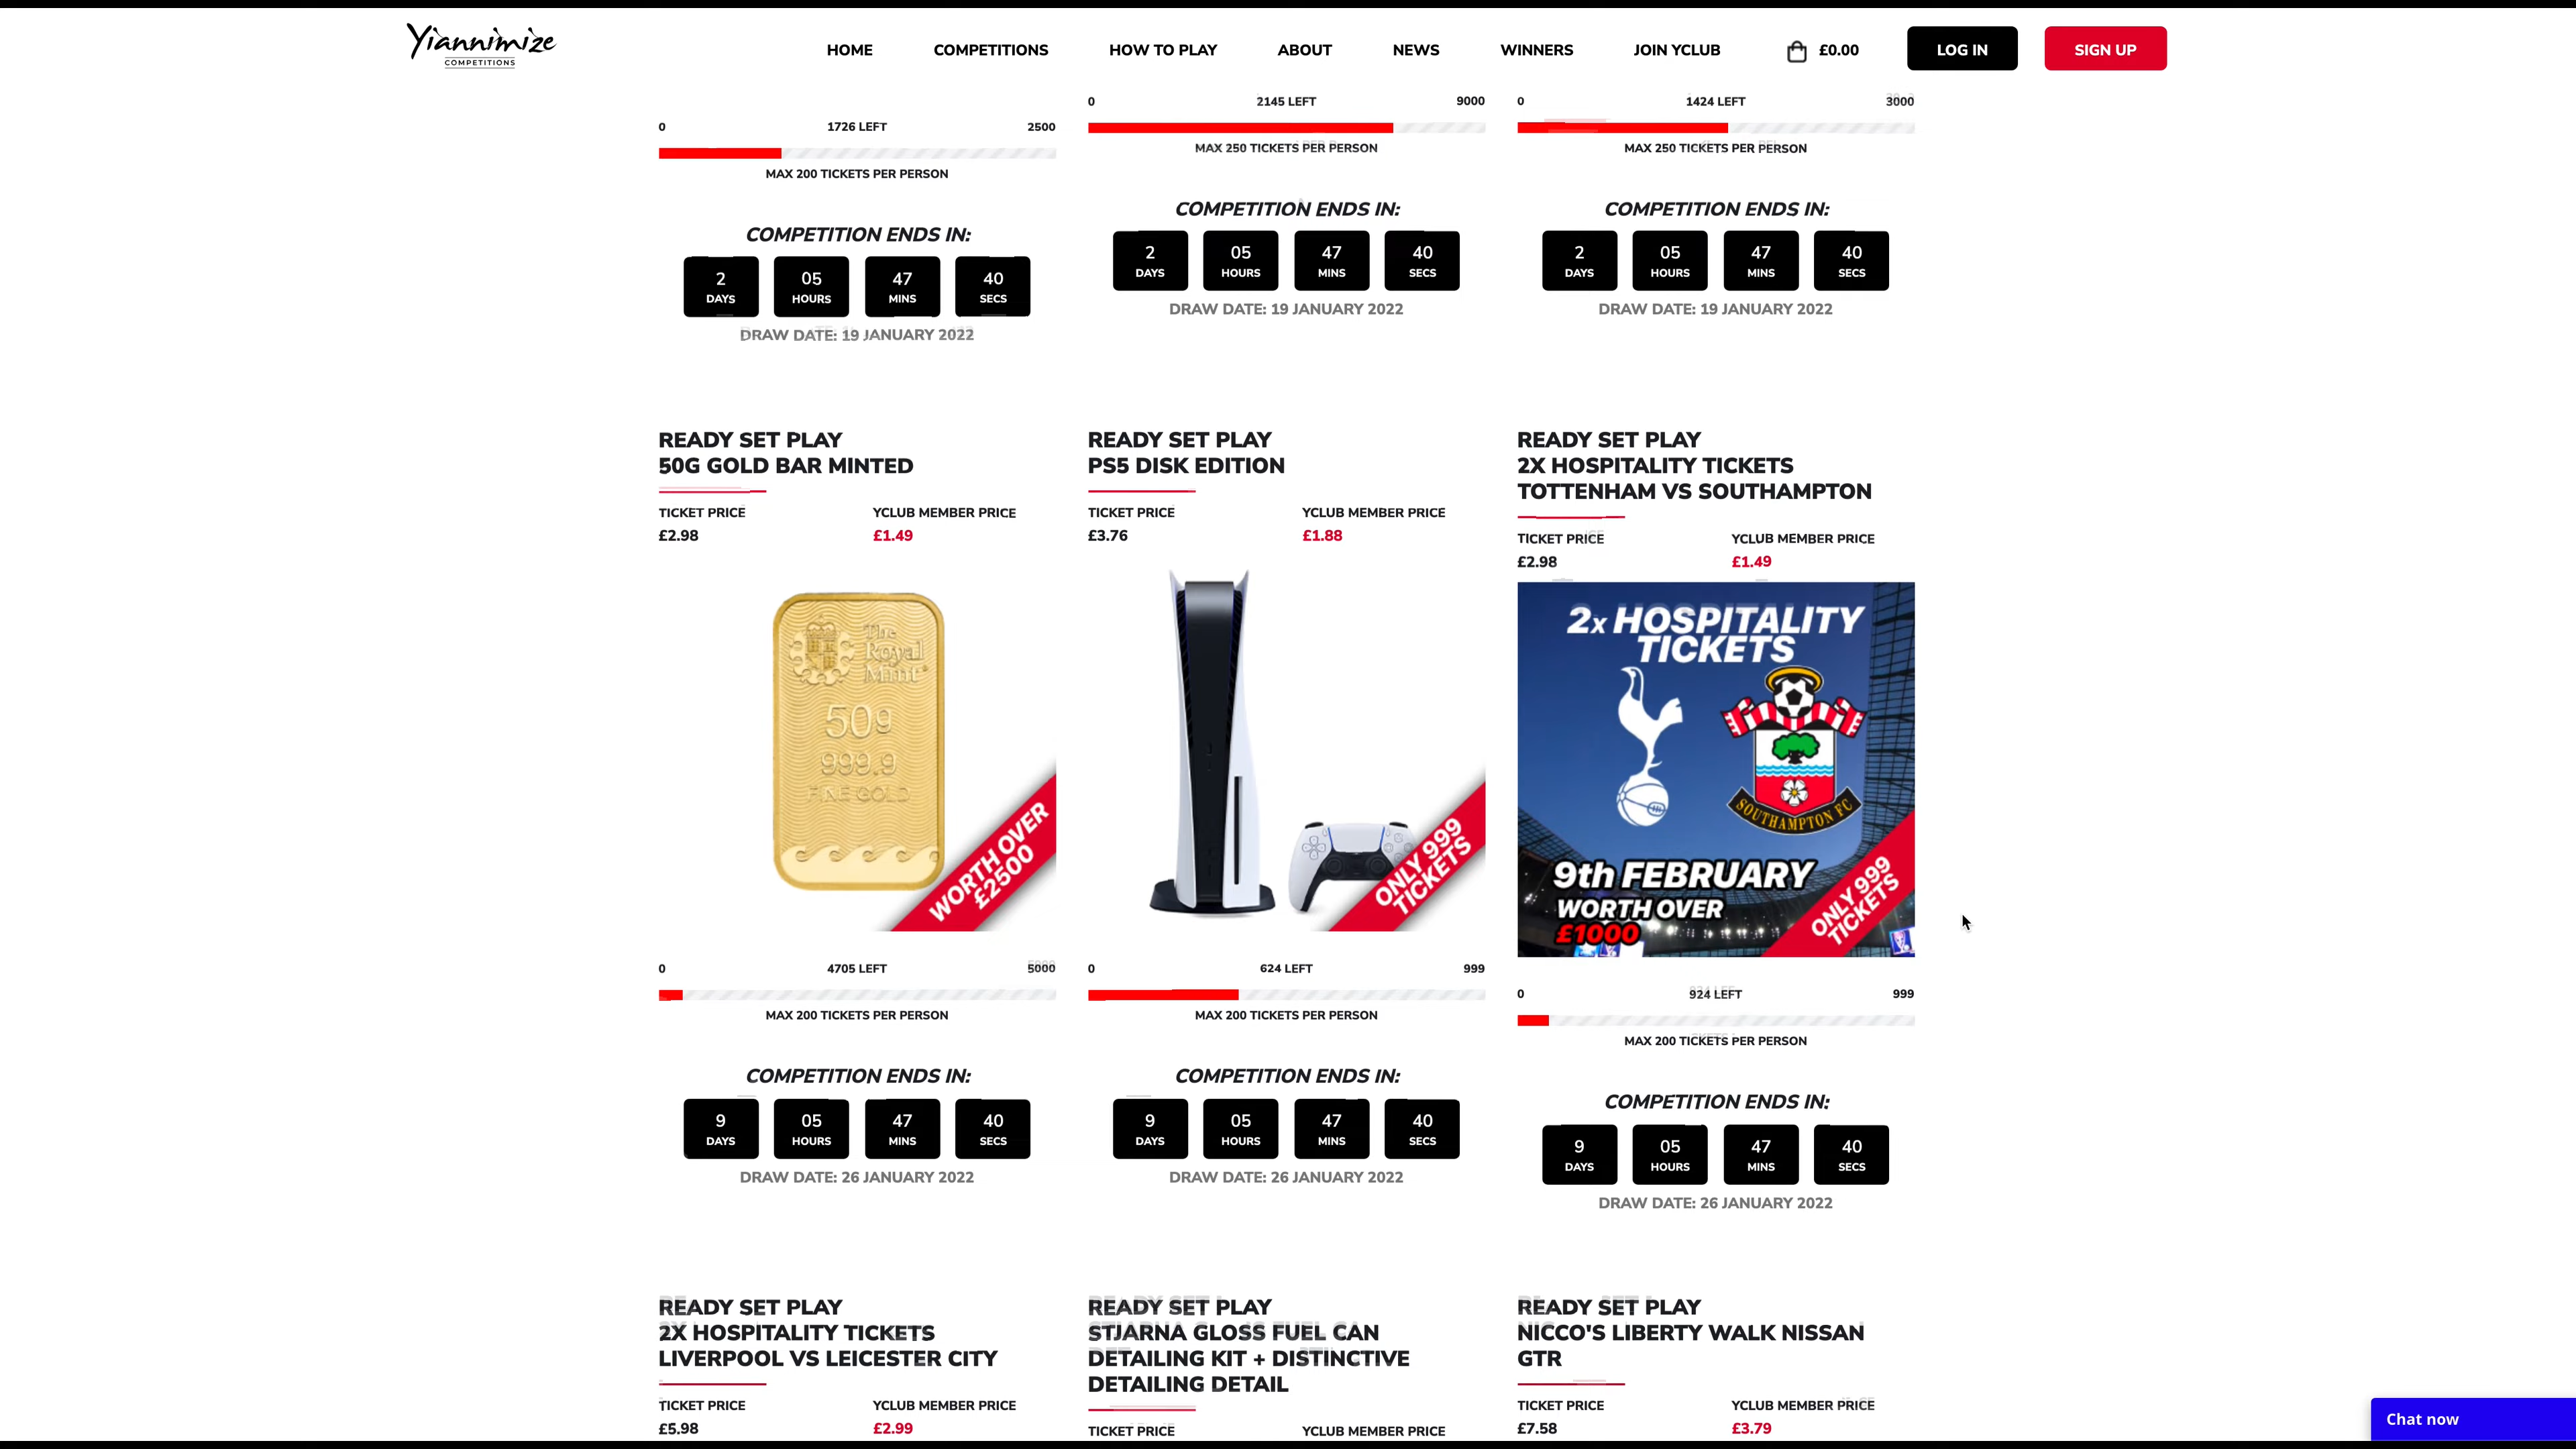 Yiannimize
COMPETITIONS
HOME
COMPETITIONS
HOW TO PLAY
ABOUT
NEWS
WINNERS
JOIN YCLUB
£0.00
LOG IN
SIGN UP
0 1726 LEFT 2500
MAX 200 TICKETS PER PERSON
COMPETITION ENDS IN:
2 05 47 40
DAYS HOURS MINS SECS
DRAW DATE: 19 JANUARY 2022
0 2145 LEFT 9000
MAX 250 TICKETS PER PERSON
COMPETITION ENDS IN:
2 05 47 40
DAYS HOURS MINS SECS
DRAW DATE: 19 JANUARY 2022
0 1424 LEFT 3000
MAX 250 TICKETS PER PERSON
COMPETITION ENDS IN:
2 05 47 40
DAYS HOURS MINS SECS
DRAW DATE: 19 JANUARY 2022
READY SET PLAY
50G GOLD BAR MINTED
TICKET PRICE YCLUB MEMBER PRICE
£2.98 £1.49
The
Royal
Mint
50g
999.9
FINE GOLD
WORTH OVER
£2500
0 4705 LEFT 5000
MAX 200 TICKETS PER PERSON
COMPETITION ENDS IN:
9 05 47 40
DAYS HOURS MINS SECS
DRAW DATE: 26 JANUARY 2022
READY SET PLAY
PS5 DISK EDITION
TICKET PRICE YCLUB MEMBER PRICE
£3.76 £1.88
ONLY 999
TICKETS
0 624 LEFT 999
MAX 200 TICKETS PER PERSON
COMPETITION ENDS IN:
9 05 47 40
DAYS HOURS MINS SECS
DRAW DATE: 26 JANUARY 2022
READY SET PLAY
2X HOSPITALITY TICKETS
TOTTENHAM VS SOUTHAMPTON
TICKET PRICE YCLUB MEMBER PRICE
£2.98 £1.49
2x HOSPITALITY
TICKETS
SOUTHAMPTON FC
9th FEBRUARY
WORTH OVER
£1000
ONLY 999
TICKETS
0 924 LEFT 999
MAX 200 TICKETS PER PERSON
COMPETITION ENDS IN:
9 05 47 40
DAYS HOURS MINS SECS
DRAW DATE: 26 JANUARY 2022
READY SET PLAY
2X HOSPITALITY TICKETS
LIVERPOOL VS LEICESTER CITY
TICKET PRICE YCLUB MEMBER PRICE
£5.98 £2.99
READY SET PLAY
STJARNA GLOSS FUEL CAN
DETAILING KIT + DISTINCTIVE
DETAILING DETAIL
TICKET PRICE YCLUB MEMBER PRICE
READY SET PLAY
NICCO'S LIBERTY WALK NISSAN
GTR
TICKET PRICE YCLUB MEMBER PRICE
£7.58 £3.79
Chat now